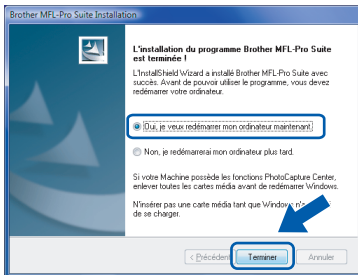 Brother MFL-Pro Suite Installation
L'installation du programme Brother MFL-Pro Suite
est terminée !
L'InstallShield Wizard a installé Brother MFL-Pro Suite avec
succès. Avant de pouvoir utiliser le programme, vous devez
redémarrer votre ordinateur.
Oui, je veux redémarrer mon ordinateur maintenant.
Non, je redémarrerai mon ordinateur plus tard.
Si votre Machine possède les fonctions PhotoCapture Center,
enlever toutes les cartes média avant de redémarrer Windows.
N'insérer pas une carte média tant que Windows
de se charger.
< Précédent
Terminer
Annuler